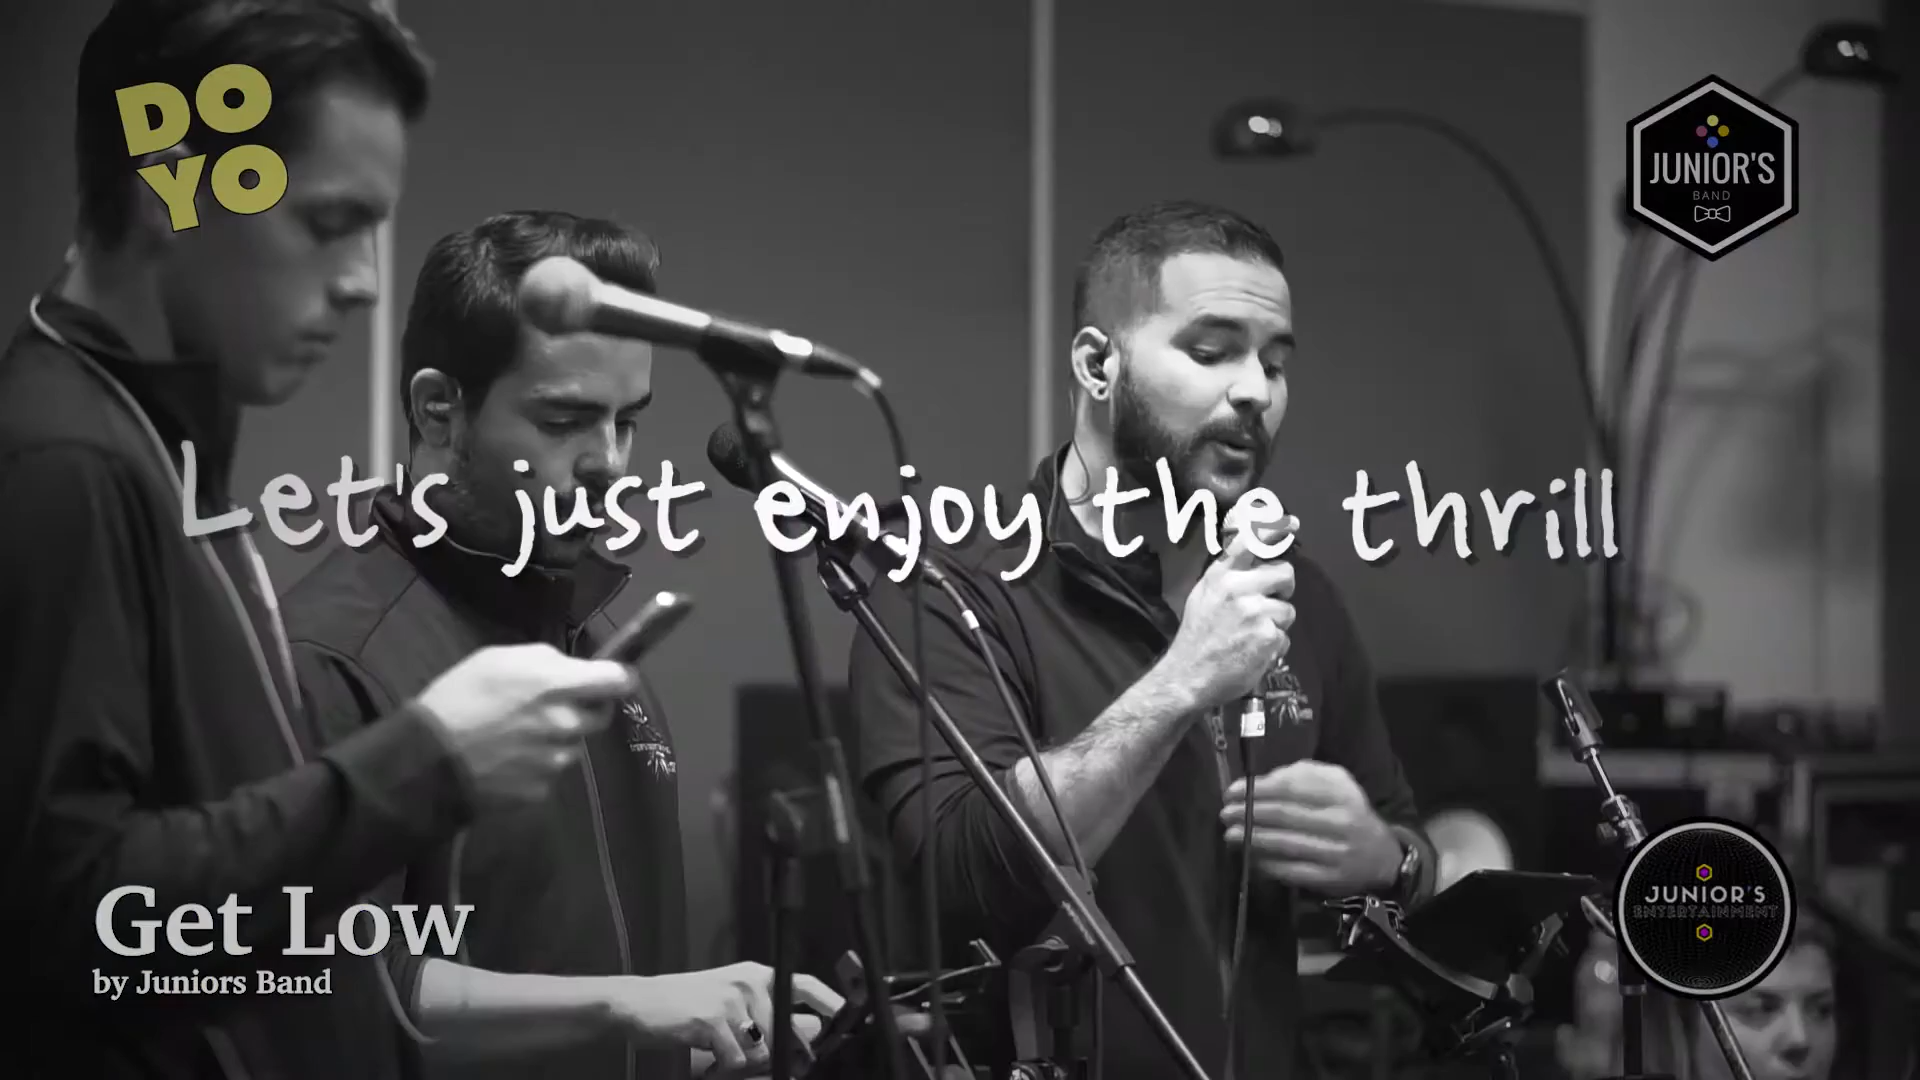 DO
YO
JUNIOR'S
BAND
Let's just enjoy the thrill
Get Low
by Juniors Band
JUNIOR'S
ENTERTAINMENT